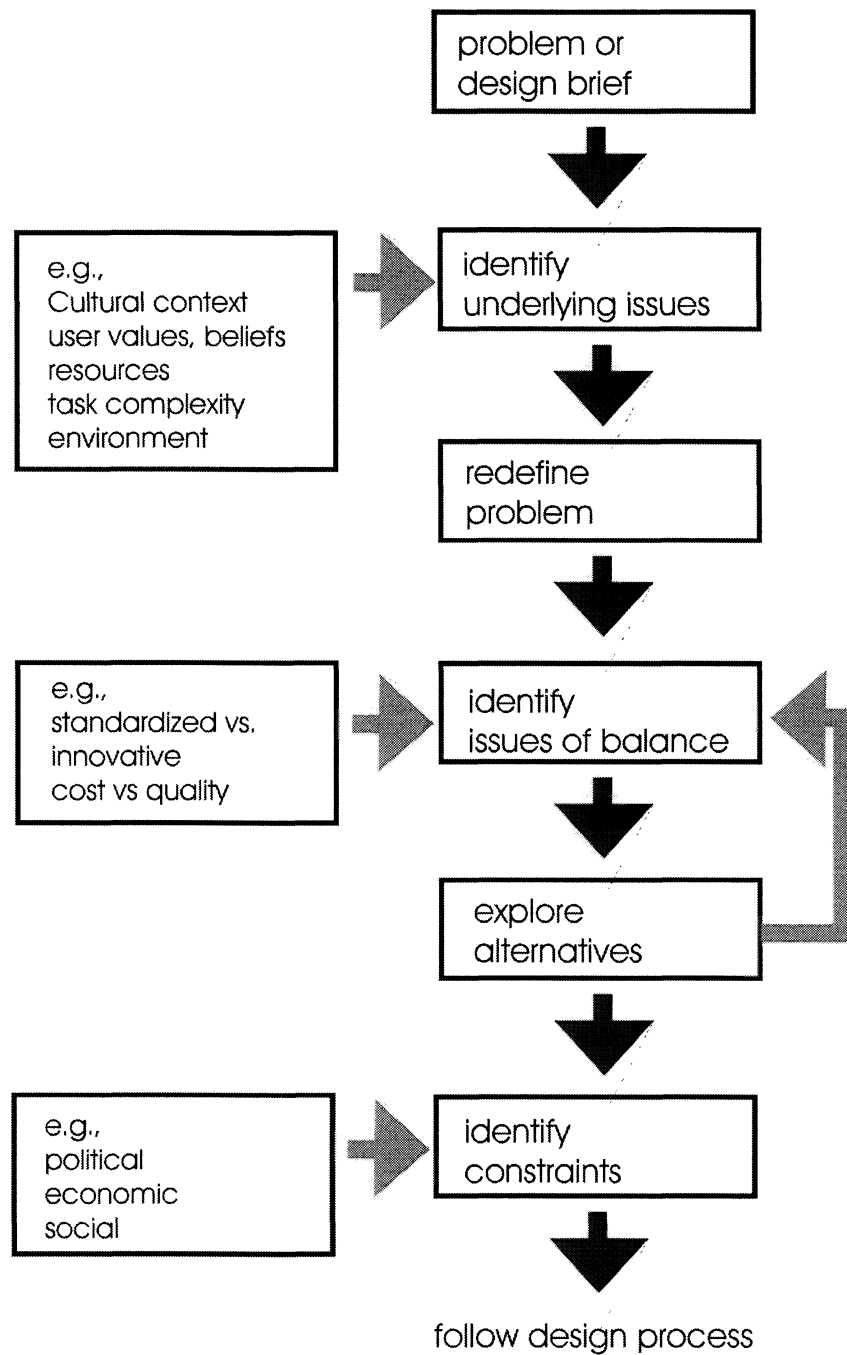 problem or
design brief
e.g.,
Cultural context
user values, beliefs
resources
task complexity
environment
identify
underlying issues
redefine
problem
e.g.,
standardized vs.
innovative
cost vs quality
identify
issues of balance
explore
alternatives
e.g.,
political
economic
social
identify
constraints
follow design process